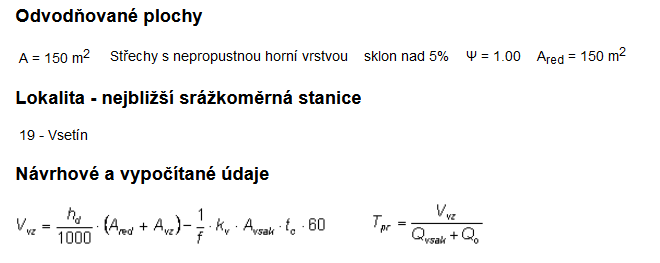 Odvodňované plochy
A = 150 m² Střechy s nepropustnou horní vrstvou sklon nad 5% Ψ = 1.00 Ared = 150 m²
Lokalita - nejbližší srážkoměrná stanice
19 - Vsetín
Návrhové a vypočítané údaje
Vvz = hd/1000 · (Ared + Avz) – 1/f · kv · Avsak · tc · 60 Tpr = Vvz/(Qvsak + Qo)